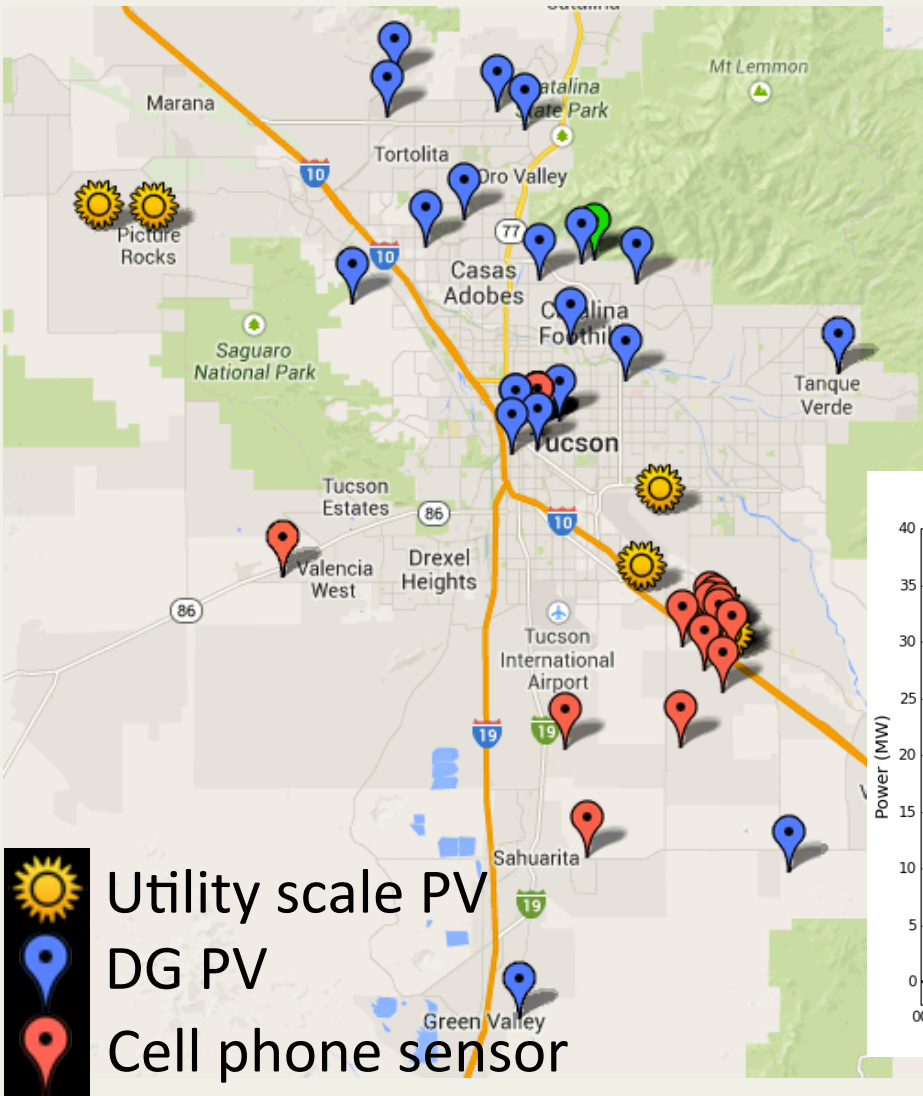 Catalina
Mt Lemmon
Marana
Catalina
State Park
Tortolita
10
Oro Valley
Picture
Rocks
77
10
Casas
Adobes
Catalina
Saguaro
National Park
Tanque
Verde
Tucson
Tucson
Estates
86
10
Valencia
West
Drexel
Heights
86
Tucson
International
Airport
19
19
Sahuarita
19
Green Valley
Utility scale PV
DG PV
Cell phone sensor
40
35
30
25
20
15
10
5
0
Power (MW)